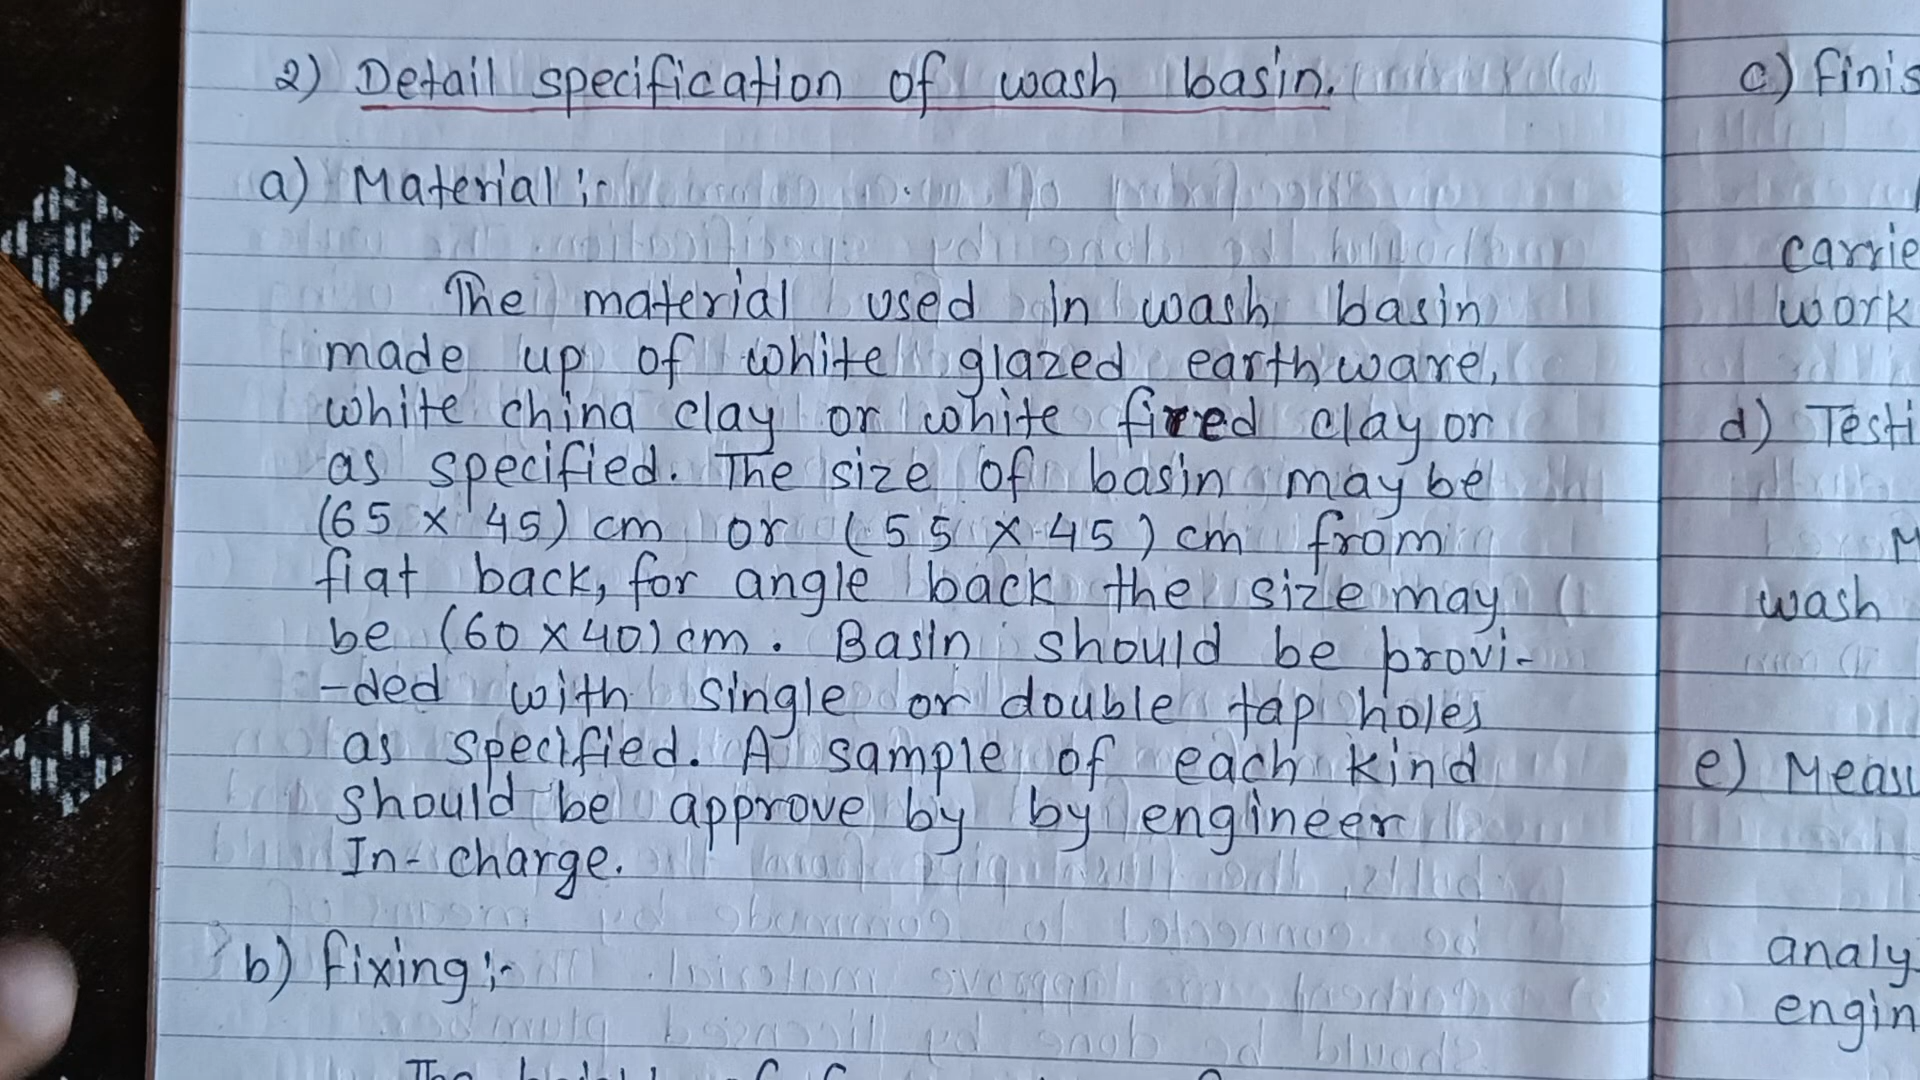 2) Detail specification of wash basin.
a) Material :-
The material used in wash basin
made up of white glazed earthware,
white china clay or white fired clay or
as specified. The size of basin may be
(65 x 45) cm or (55 x 45) cm from
flat back, for angle back the size may
be (60 x 40) cm. Basin should be provi-
-ded with single or double tap holes
as specified. A sample of each kind
should be approve by by engineer
In-charge.
b) fixing :-
The
c) finis
carrie
work
d) Testi
M
wash
e) Measu
analy
engin